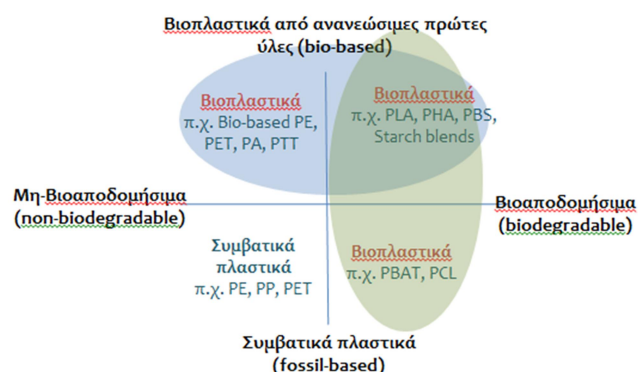 Βιοπλαστικά από ανανεώσιμες πρώτες
ύλες (bio-based)
Βιοπλαστικά
π.χ. Bio-based PE,
PET, PA, PTT
Βιοπλαστικά
π.χ. PLA, PHA, PBS,
Starch blends
Μη-Βιοαποδομήσιμα
(non-biodegradable)
Βιοαποδομήσιμα
(biodegradable)
Συμβατικά
πλαστικά
π.χ. PE, PP, PET
Βιοπλαστικά
π.χ. PBAT, PCL
Συμβατικά πλαστικά
(fossil-based)